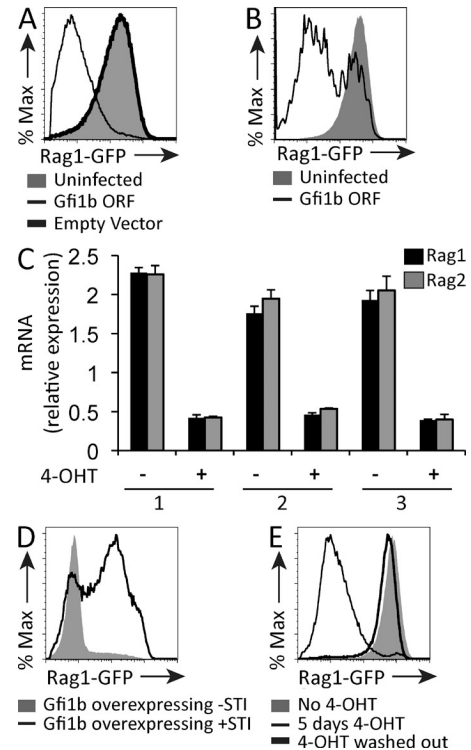 A
% Max
Rag1-GFP
Uninfected
Gfi1b ORF
Empty Vector
B
% Max
Rag1-GFP
Uninfected
Gfi1b ORF
C
mRNA
(relative expression)
2.5
2
1.5
1
0.5
0
Rag1
Rag2
4-OHT - + - + - +
1 2 3
D
% Max
Rag1-GFP
Gfi1b overexpressing -STI
Gfi1b overexpressing +STI
E
% Max
Rag1-GFP
No 4-OHT
5 days 4-OHT
4-OHT washed out